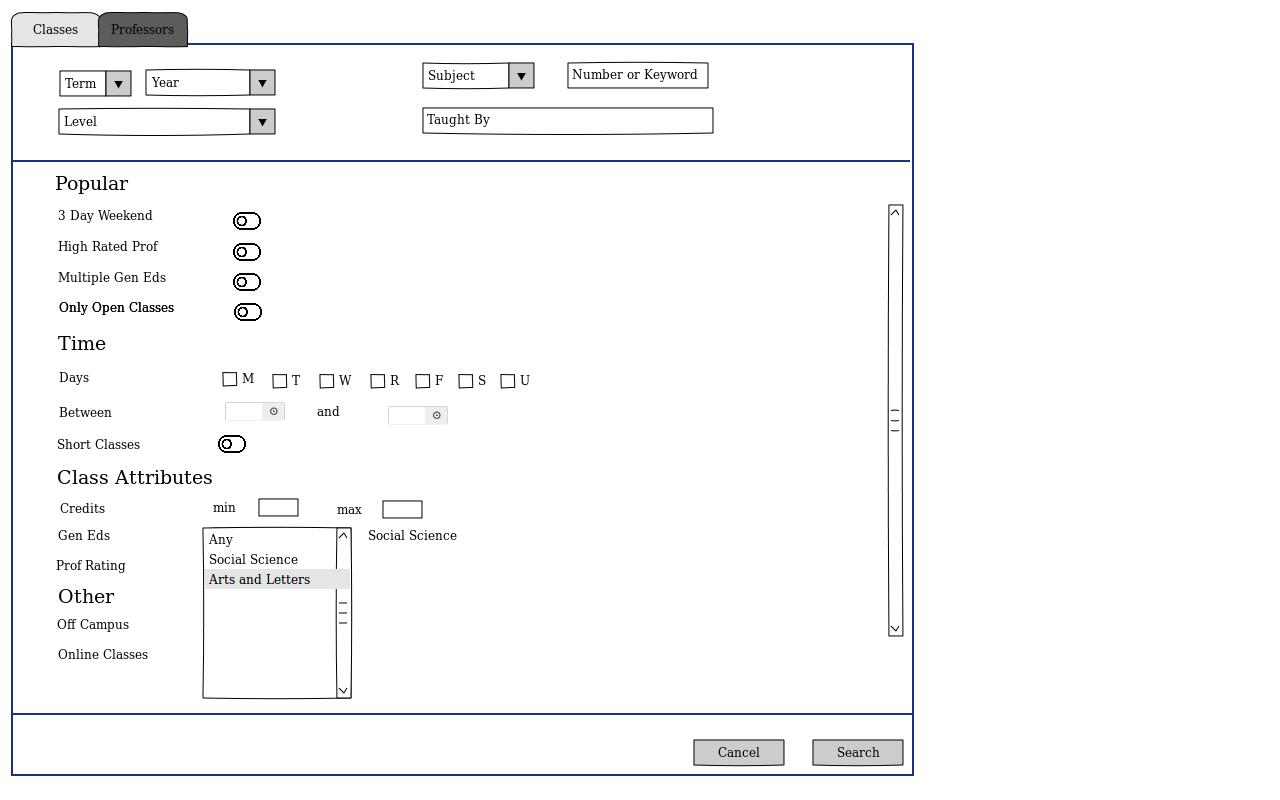 Classes Professors
Term Year Subject Number or Keyword
Level Taught By
Popular
3 Day Weekend
High Rated Prof
Multiple Gen Eds
Only Open Classes
Time
Days M T W R F S U
Between and
Short Classes
Class Attributes
Credits min max
Gen Eds Any Social Science
Social Science
Prof Rating
Arts and Letters
Other
Off Campus
Online Classes
Cancel Search